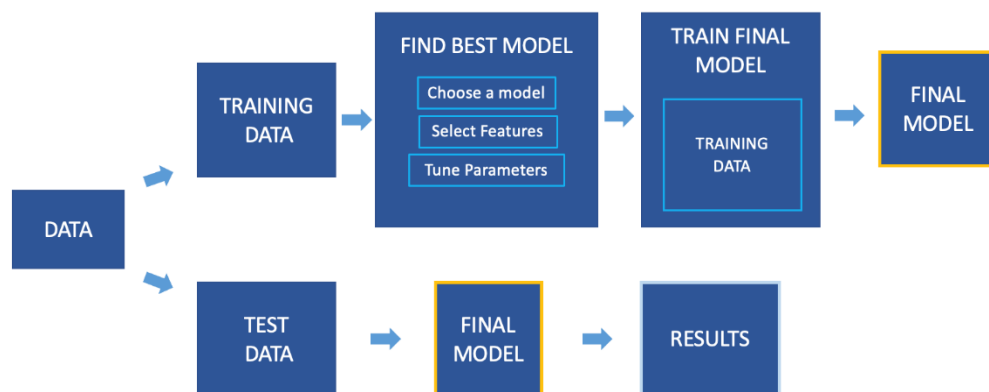 DATA
TRAINING
DATA
FIND BEST MODEL
Choose a model
Select Features
Tune Parameters
TRAIN FINAL
MODEL
TRAINING
DATA
FINAL
MODEL
TEST
DATA
FINAL
MODEL
RESULTS